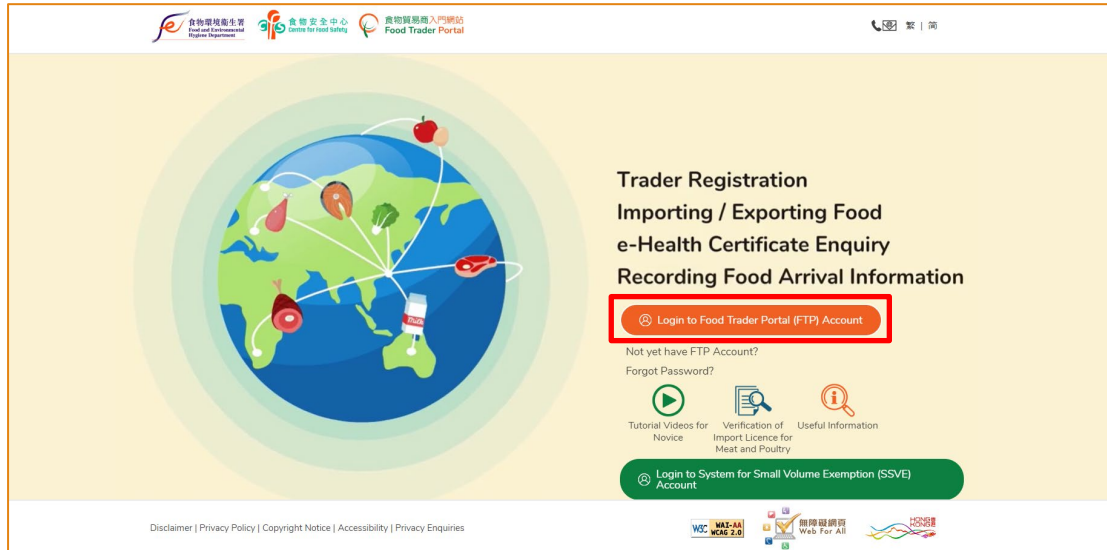 食物環境衞生署
Food and Environmental
Hygiene Department
食物安全中心
Centre for Food Safety
食物貿易商入門網站
Food Trader Portal
繁 | 简
Trader Registration
Importing / Exporting Food
e-Health Certificate Enquiry
Recording Food Arrival Information
Login to Food Trader Portal (FTP) Account
Not yet have FTP Account?
Forgot Password?
Tutorial Videos for
Novice
Verification of
Import Licence for
Meat and Poultry
Useful Information
Login to System for Small Volume Exemption (SSVE)
Account
Disclaimer | Privacy Policy | Copyright Notice | Accessibility | Privacy Enquiries
W3C WAI-AA
WCAG 2.0
無障礙網頁
Web For All
HONG
KONG